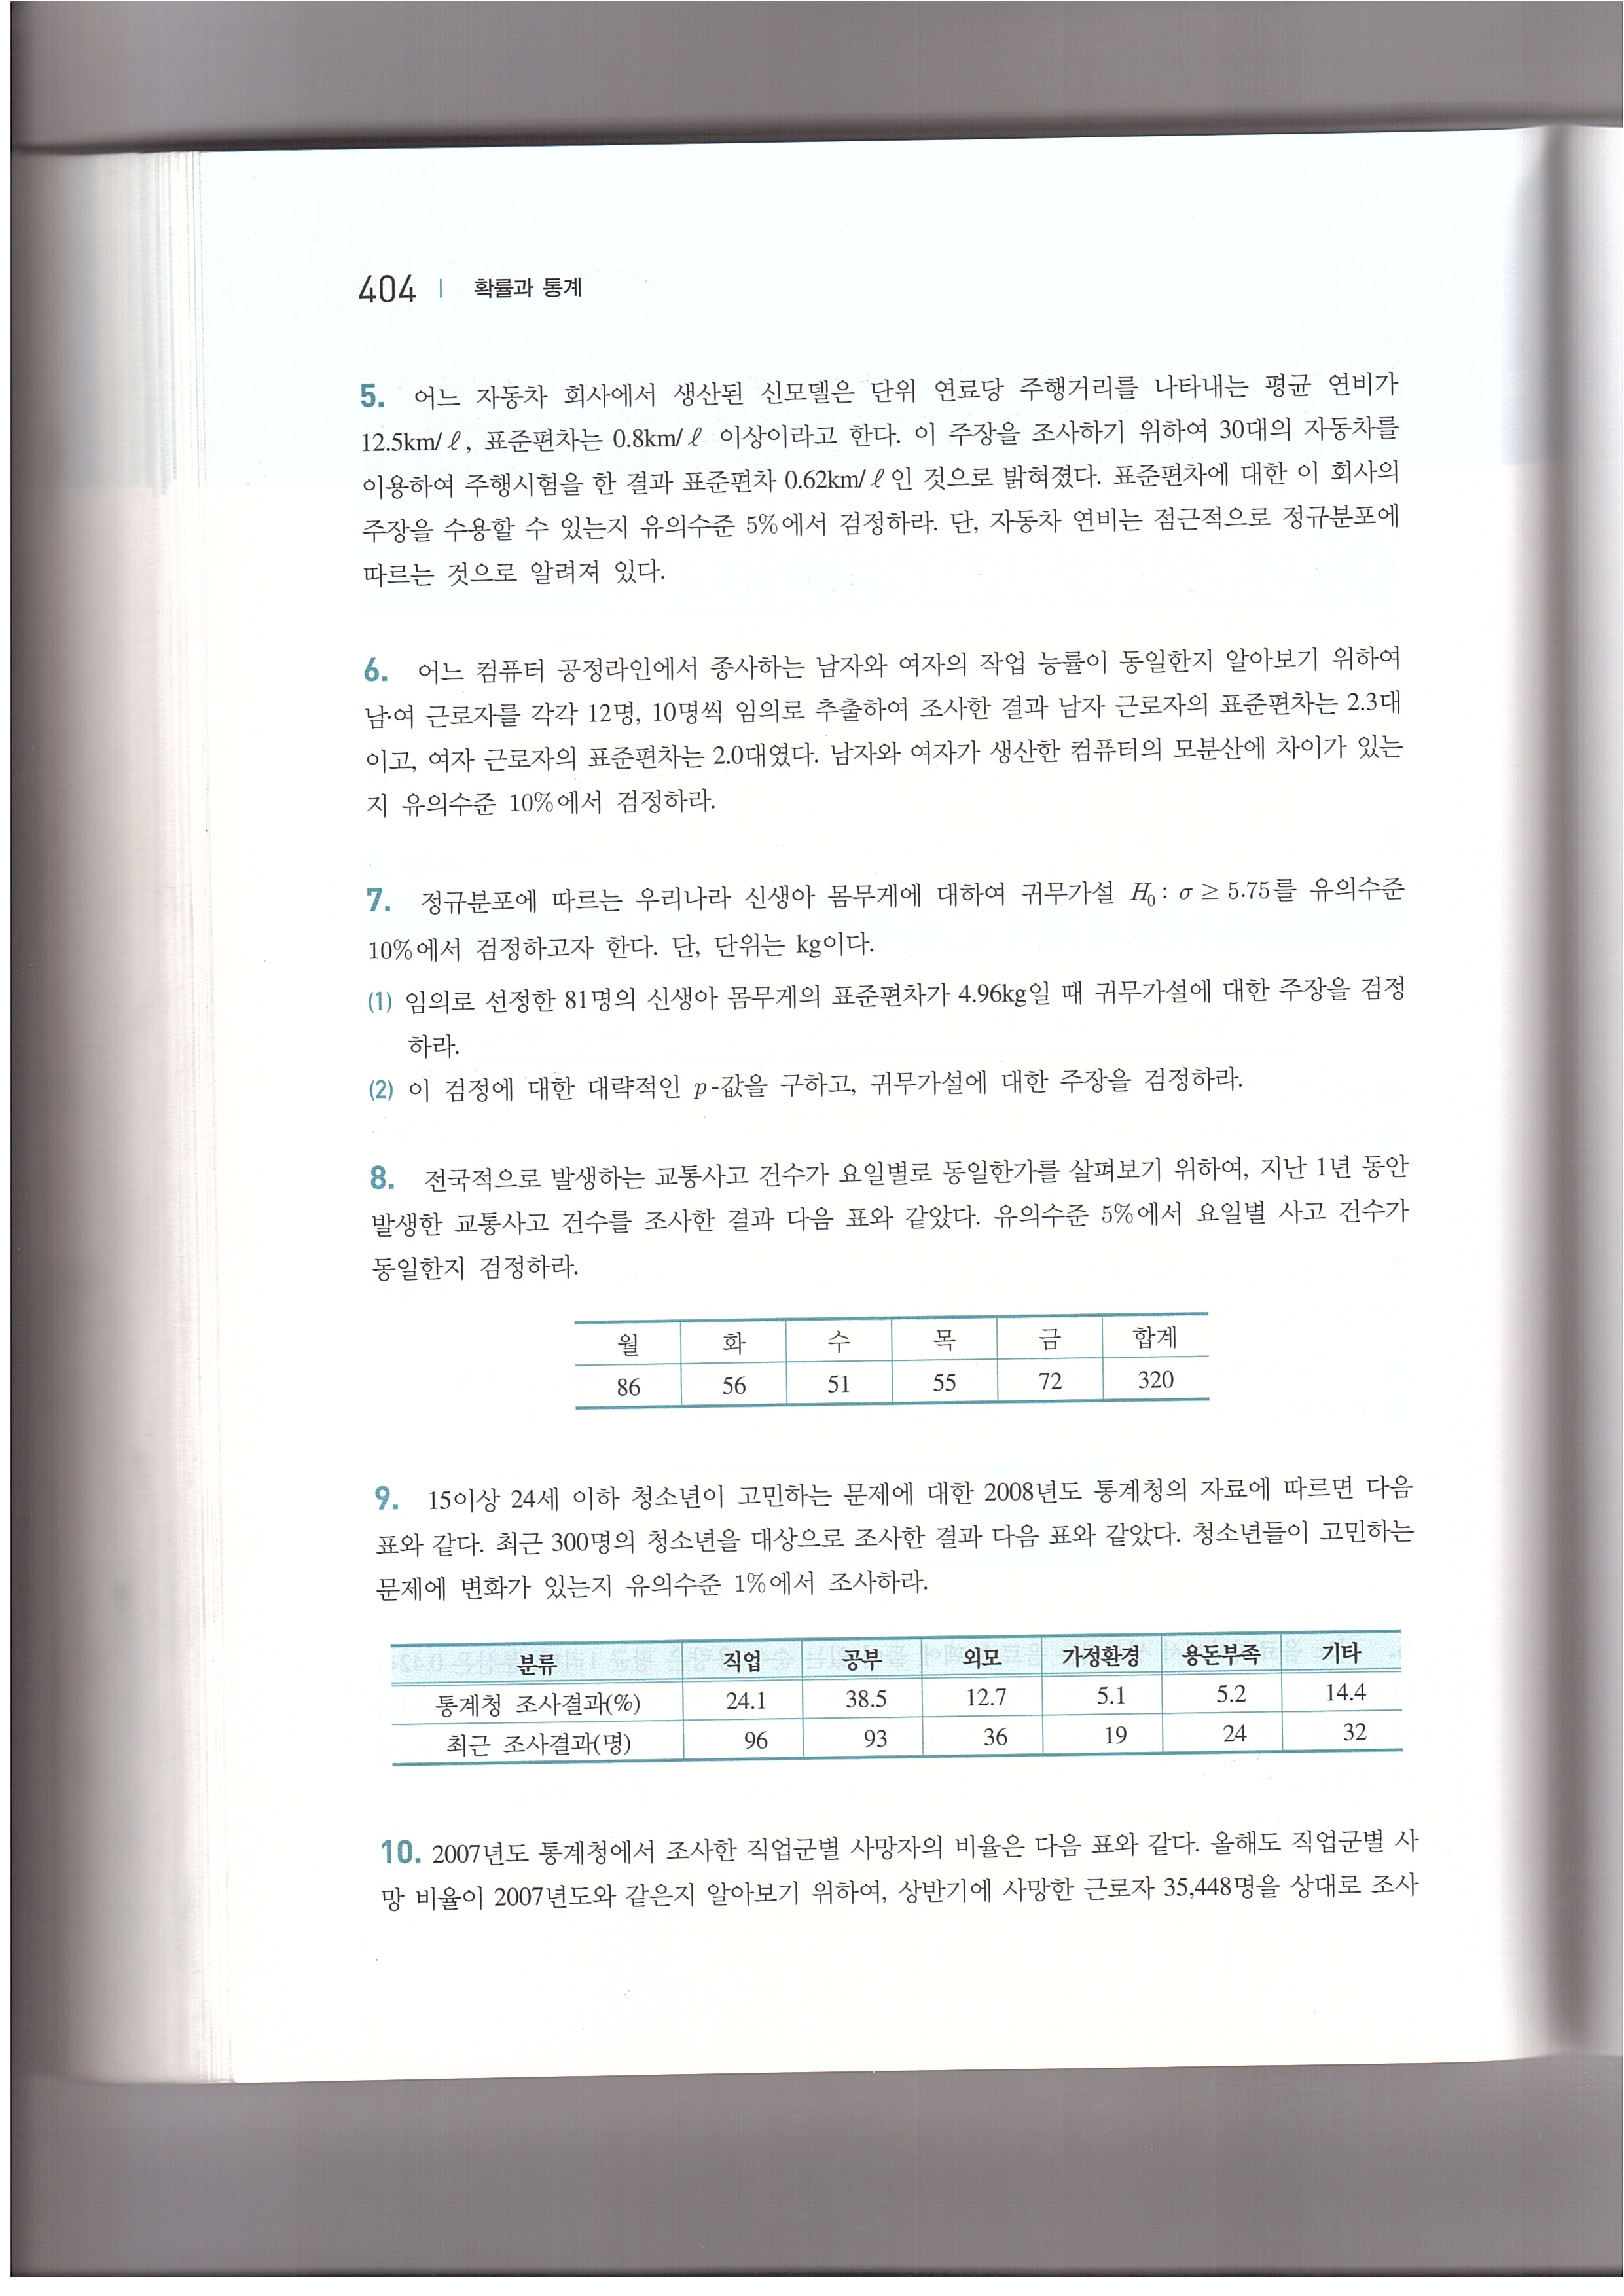 404 | 확률과 통계
5. 어느 자동차 회사에서 생산된 신모델은 단위 연료당 주행거리를 나타내는 평균 연비가
12.5km/ℓ, 표준편차는 0.8km/ℓ 이상이라고 한다. 이 주장을 조사하기 위하여 30대의 자동차를
이용하여 주행시험을 한 결과 표준편차 0.62km/ℓ인 것으로 밝혀졌다. 표준편차에 대한 이 회사의
주장을 수용할 수 있는지 유의수준 5%에서 검정하라. 단, 자동차 연비는 점근적으로 정규분포에
따르는 것으로 알려져 있다.
6. 어느 컴퓨터 공정라인에서 종사하는 남자와 여자의 작업 능률이 동일한지 알아보기 위하여
남·여 근로자를 각각 12명, 10명씩 임의로 추출하여 조사한 결과 남자 근로자의 표준편차는 2.3대
이고, 여자 근로자의 표준편차는 2.0대였다. 남자와 여자가 생산한 컴퓨터의 모분산에 차이가 있는
지 유의수준 10%에서 검정하라.
7. 정규분포에 따르는 우리나라 신생아 몸무게에 대하여 귀무가설 H₀ : σ ≥ 5.75를 유의수준
10%에서 검정하고자 한다. 단, 단위는 kg이다.
(1) 임의로 선정한 81명의 신생아 몸무게의 표준편차가 4.96kg일 때 귀무가설에 대한 주장을 검정
하라.
(2) 이 검정에 대한 대략적인 p-값을 구하고, 귀무가설에 대한 주장을 검정하라.
8. 전국적으로 발생하는 교통사고 건수가 요일별로 동일한가를 살펴보기 위하여, 지난 1년 동안
발생한 교통사고 건수를 조사한 결과 다음 표와 같았다. 유의수준 5%에서 요일별 사고 건수가
동일한지 검정하라.
월 화 수 목 금 합계
86 56 51 55 72 320
9. 15이상 24세 이하 청소년이 고민하는 문제에 대한 2008년도 통계청의 자료에 따르면 다음
표와 같다. 최근 300명의 청소년을 대상으로 조사한 결과 다음 표와 같았다. 청소년들이 고민하는
문제에 변화가 있는지 유의수준 1%에서 조사하라.
분류 직업 공부 외모 가정환경 용돈부족 기타
통계청 조사결과(%) 24.1 38.5 12.7 5.1 5.2 14.4
최근 조사결과(명) 96 93 36 19 24 32
10. 2007년도 통계청에서 조사한 직업군별 사망자의 비율은 다음 표와 같다. 올해도 직업군별 사
망 비율이 2007년도와 같은지 알아보기 위하여, 상반기에 사망한 근로자 35,448명을 상대로 조사